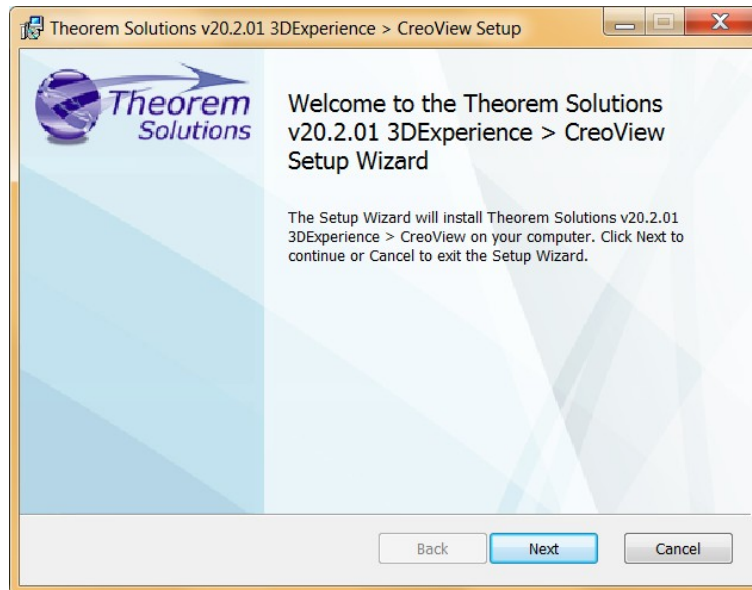 Theorem Solutions v20.2.01 3DExperience > CreoView Setup
Theorem
Solutions
Welcome to the Theorem Solutions
v20.2.01 3DExperience > CreoView
Setup Wizard
The Setup Wizard will install Theorem Solutions v20.2.01
3DExperience > CreoView on your computer. Click Next to
continue or Cancel to exit the Setup Wizard.
Back Next Cancel